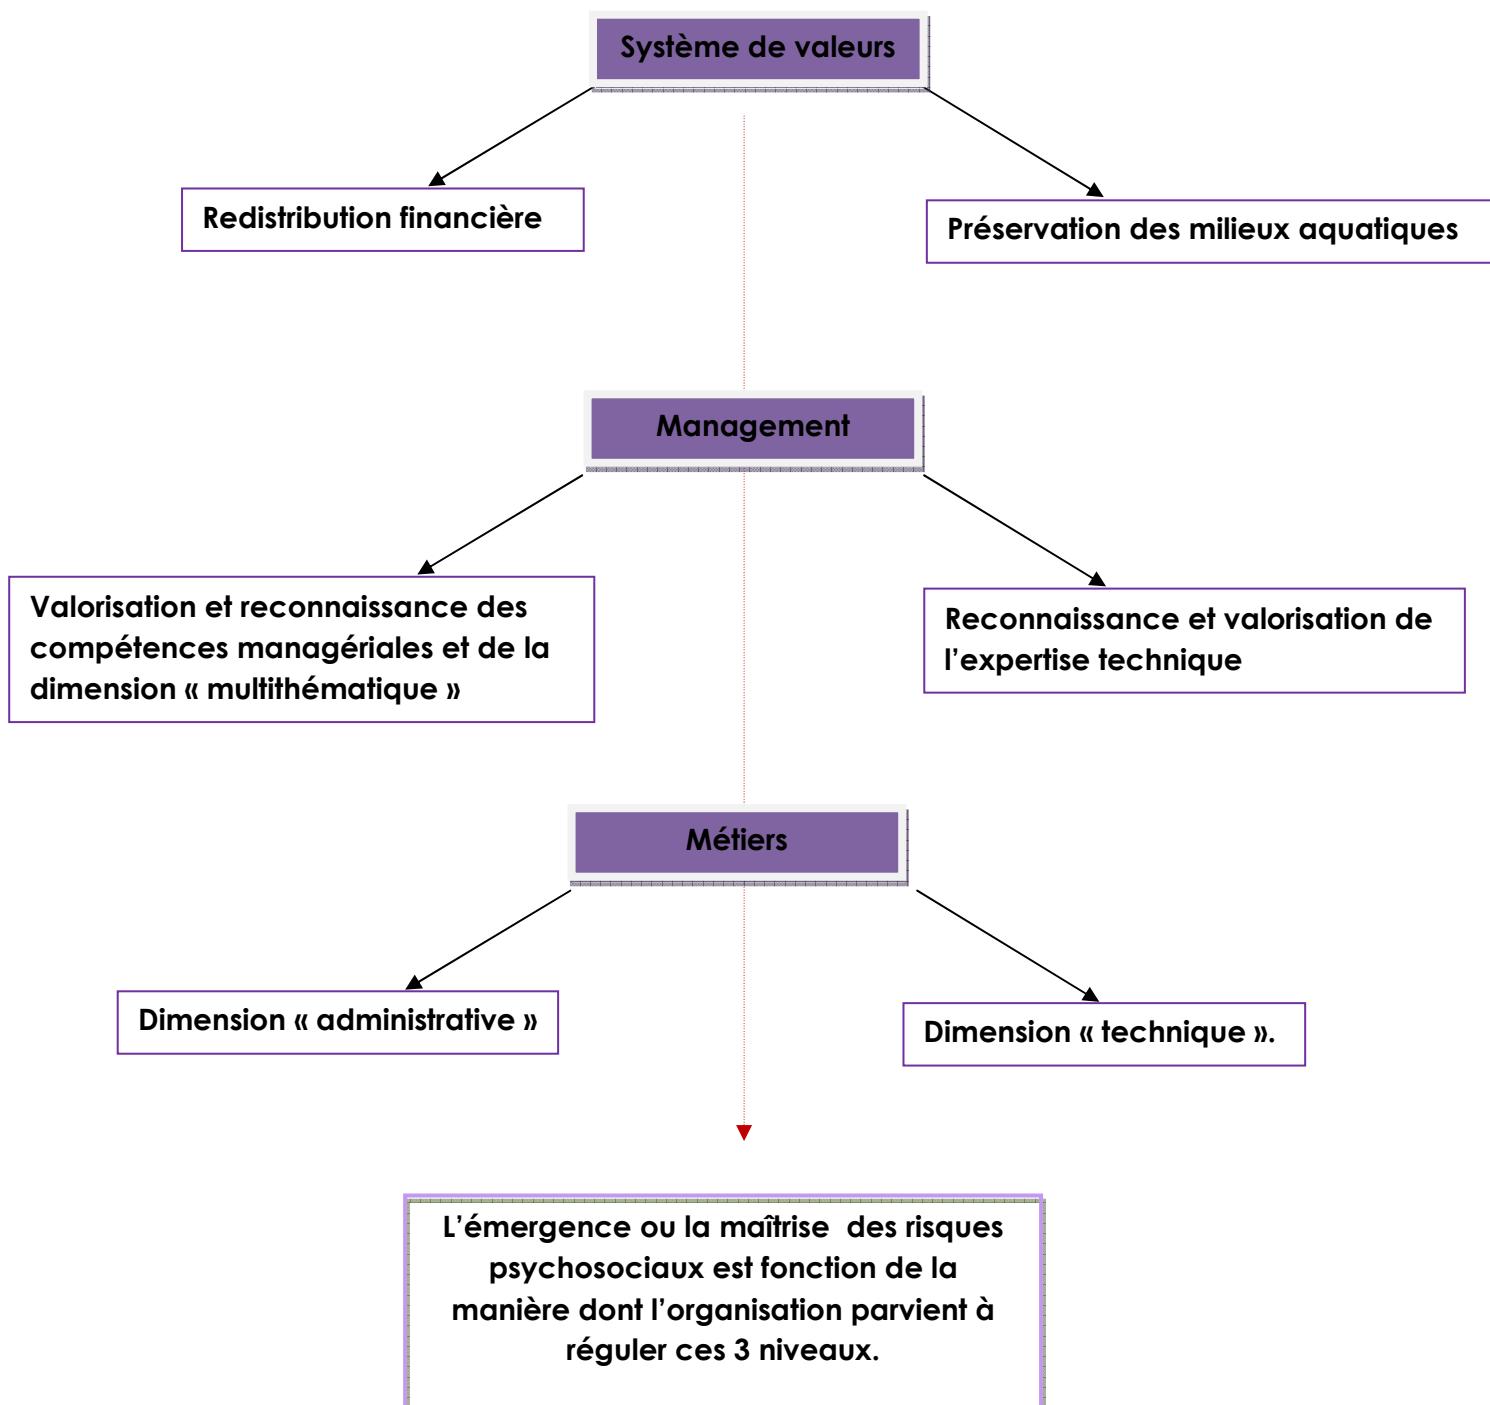 Système de valeurs
Redistribution financière
Préservation des milieux aquatiques
Management
Valorisation et reconnaissance des
compétences managériales et de la
dimension « multithématique »
Reconnaissance et valorisation de
l’expertise technique
Métiers
Dimension « administrative »
Dimension « technique ».
L’émergence ou la maîtrise  des risques
psychosociaux est fonction de la
manière dont l’organisation parvient à
réguler ces 3 niveaux.